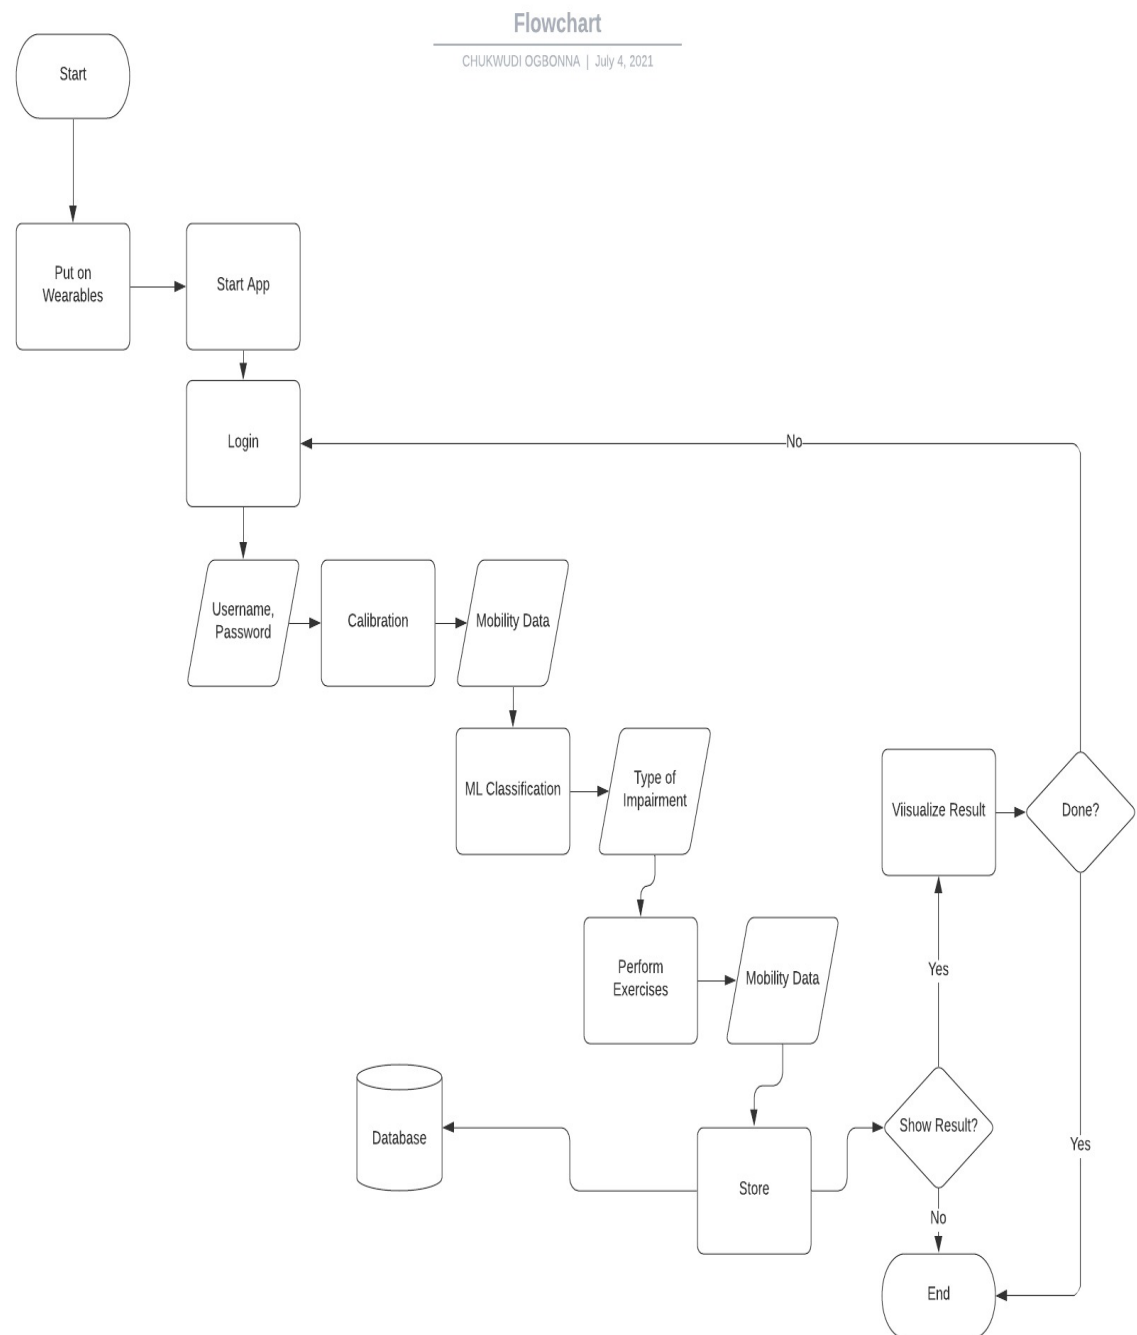 Flowchart
CHUKWUDI OGBONNA | July 4, 2021
Start
Put on
Wearables
Start App
Login
No
Username,
Password
Calibration
Mobility Data
ML Classification
Type of
Impairment
Viisualize Result
Done?
Perform
Exercises
Mobility Data
Yes
Database
Store
Show Result?
Yes
No
End